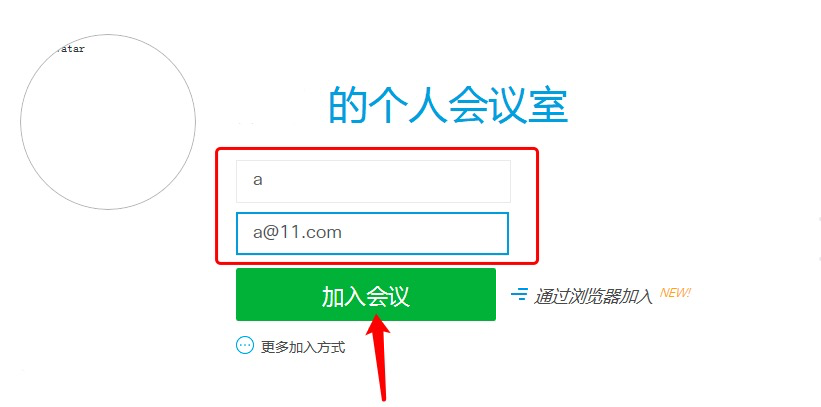 atar
的个人会议室
a
a@11.com
加入会议
通过浏览器加入 NEW!
更多加入方式